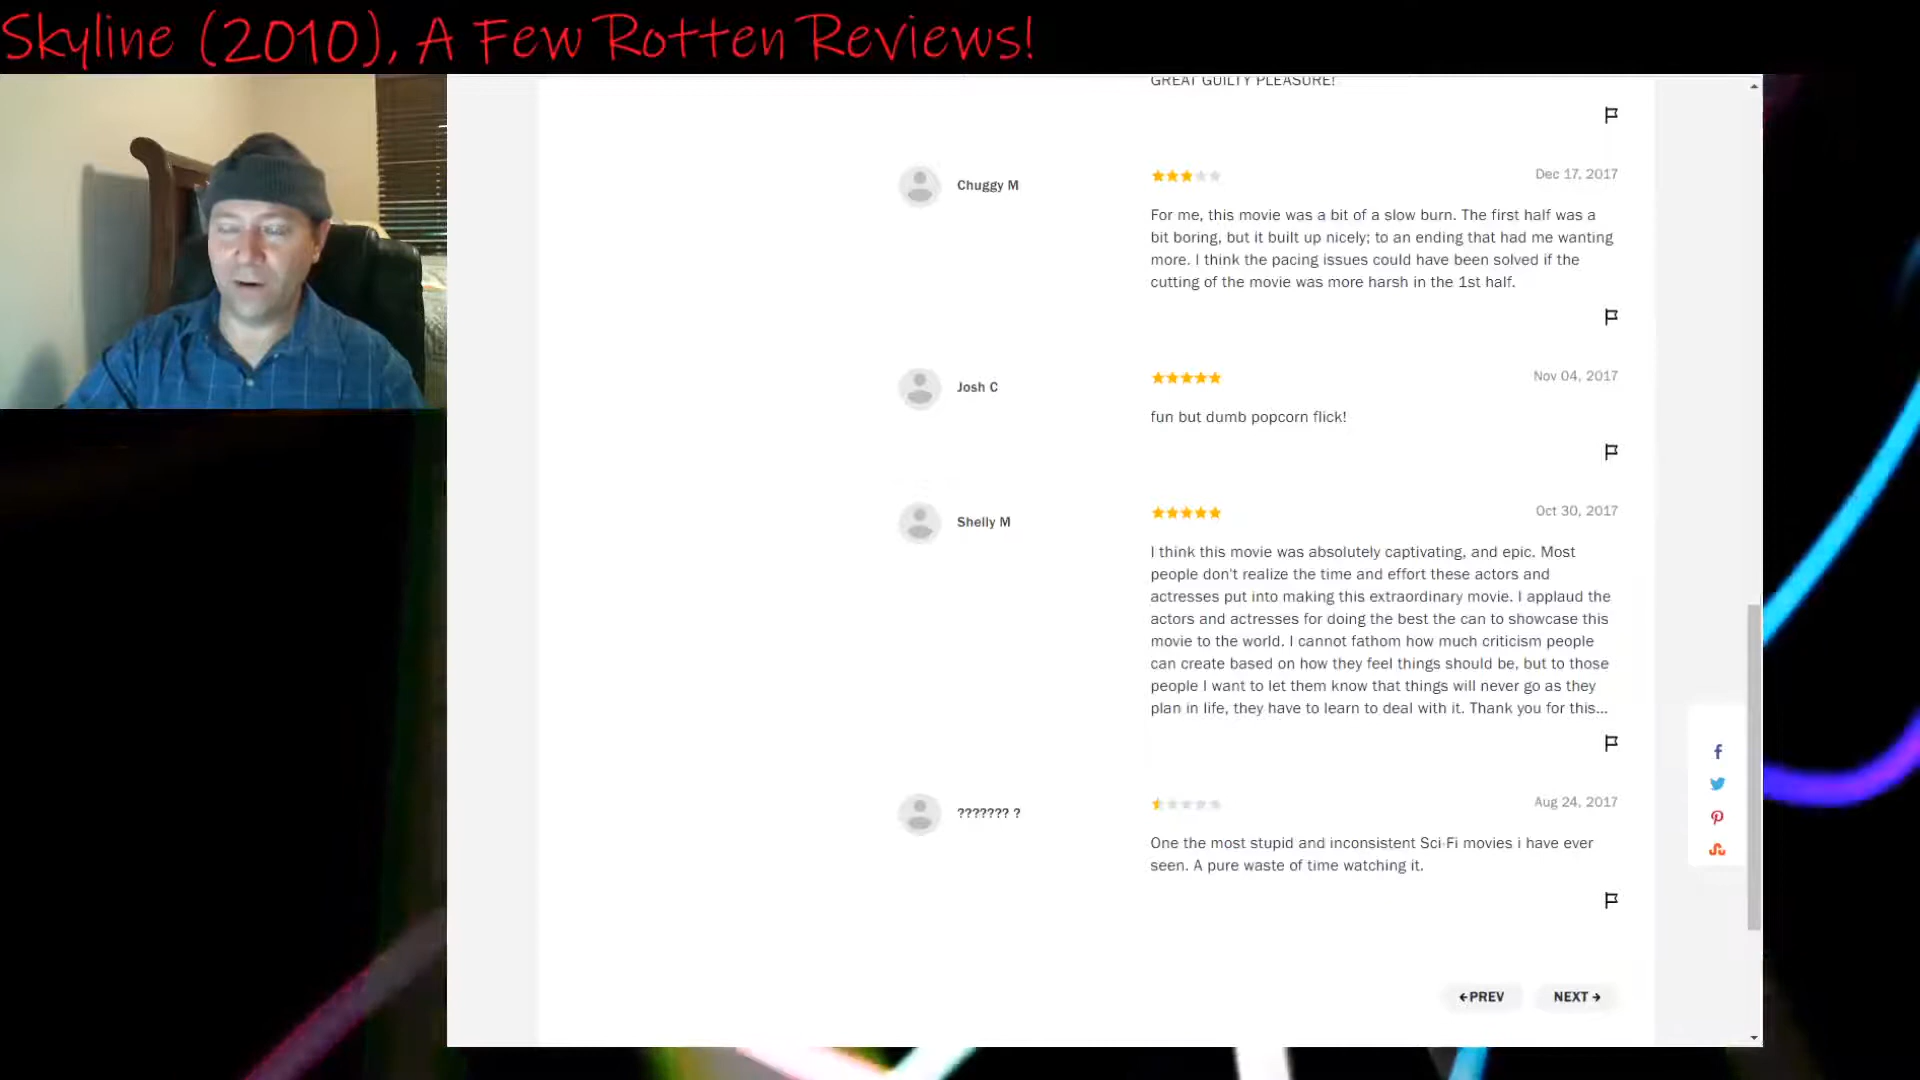 Skyline (2010), A Few Rotten Reviews!
GREAT GUILTY PLEASURE!
Chuggy M
Dec 17, 2017
For me, this movie was a bit of a slow burn. The first half was a
bit boring, but it built up nicely; to an ending that had me wanting
more. I think the pacing issues could have been solved if the
cutting of the movie was more harsh in the 1st half.
Josh C
Nov 04, 2017
fun but dumb popcorn flick!
Shelly M
Oct 30, 2017
I think this movie was absolutely captivating, and epic. Most
people don't realize the time and effort these actors and
actresses put into making this extraordinary movie. I applaud the
actors and actresses for doing the best the can to showcase this
movie to the world. I cannot fathom how much criticism people
can create based on how they feel things should be, but to those
people I want to let them know that things will never go as they
plan in life, they have to learn to deal with it. Thank you for this...
??????? ?
Aug 24, 2017
One the most stupid and inconsistent Sci-Fi movies i have ever
seen. A pure waste of time watching it.
PREV
NEXT